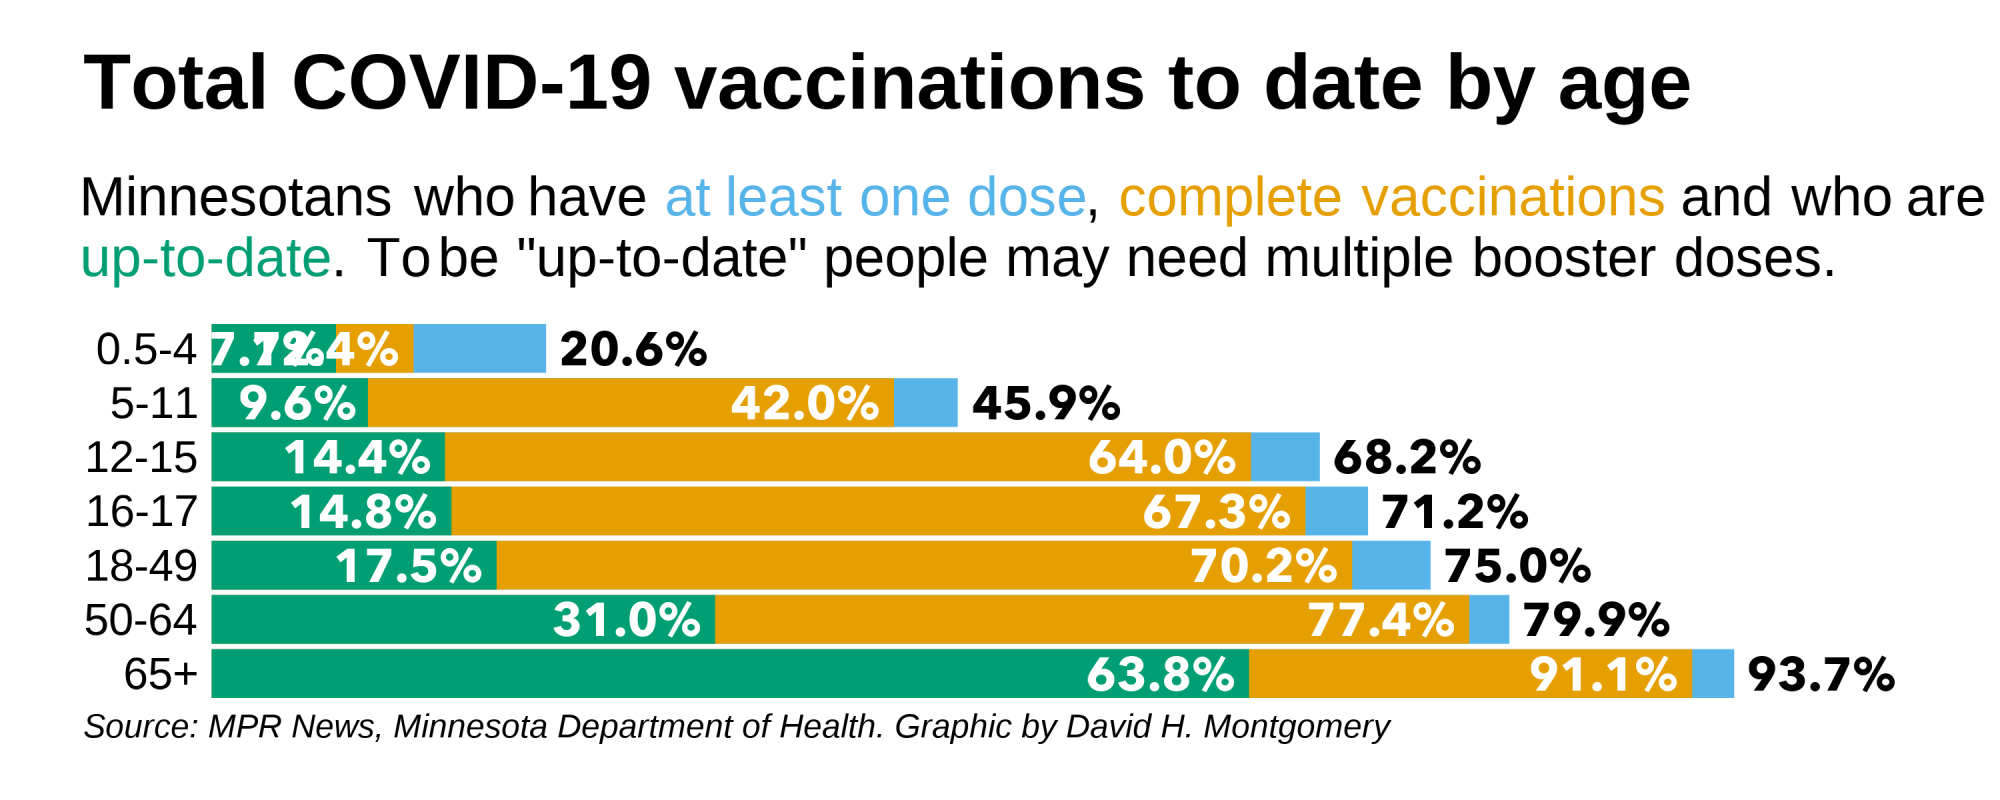 Total COVID-19 vaccinations to date by age
Minnesotans who have at least one dose, complete vaccinations and who are
up-to-date. To be "up-to-date" people may need multiple booster doses.
0.5-4 7.7% 12.4% 20.6%
5-11 9.6% 42.0% 45.9%
12-15 14.4% 64.0% 68.2%
16-17 14.8% 67.3% 71.2%
18-49 17.5% 70.2% 75.0%
50-64 31.0% 77.4% 79.9%
65+ 63.8% 91.1% 93.7%
Source: MPR News, Minnesota Department of Health. Graphic by David H. Montgomery